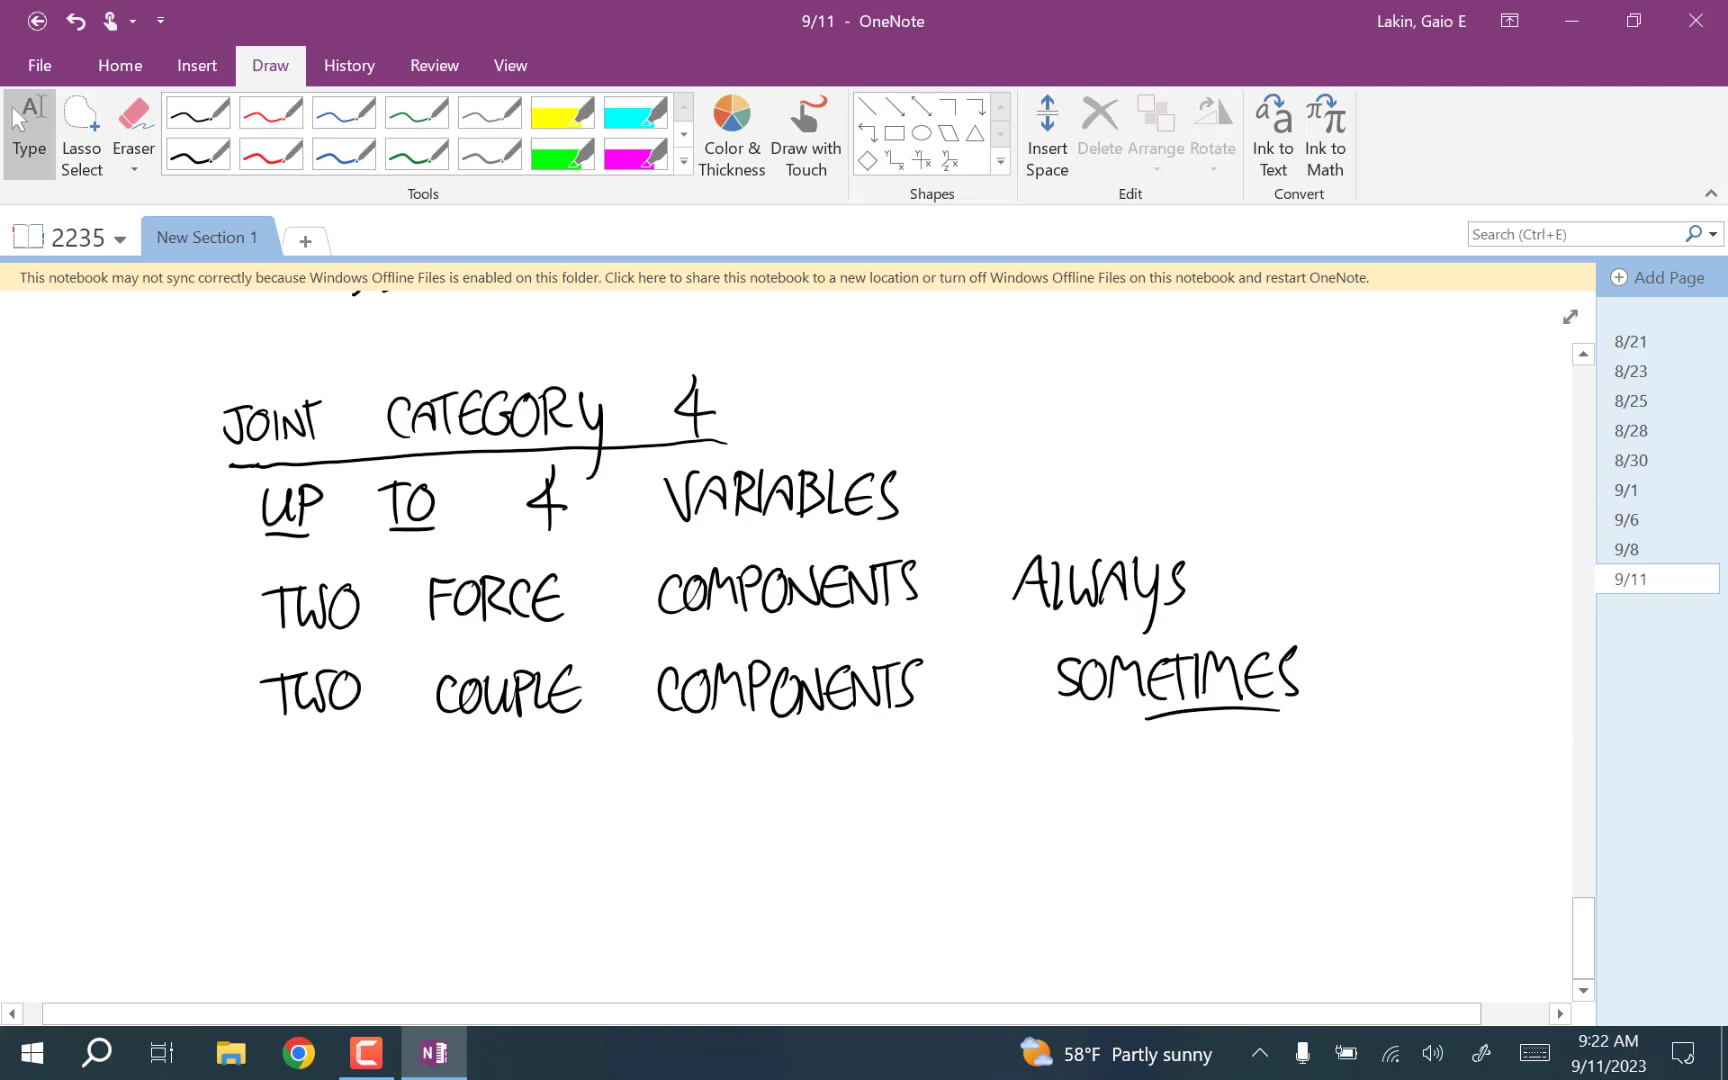 9/11 - OneNote
Lakin, Gaio E
File Home Insert Draw History Review View
Type
Lasso Select
Eraser
Color & Thickness
Draw with Touch
Insert Space
Delete
Arrange
Rotate
Ink to Text
Ink to Math
Tools
Shapes
Edit
Convert
2235
New Section 1
Search (Ctrl+E)
This notebook may not sync correctly because Windows Offline Files is enabled on this folder. Click here to share this notebook to a new location or turn off Windows Offline Files on this notebook and restart OneNote.
Add Page
8/21
8/23
8/25
8/28
8/30
9/1
9/6
9/8
9/11
JOINT CATEGORY 4
UP TO 4 VARIABLES
TWO FORCE COMPONENTS ALWAYS
TWO COUPLE COMPONENTS SOMETIMES
58°F Partly sunny
9:22 AM
9/11/2023